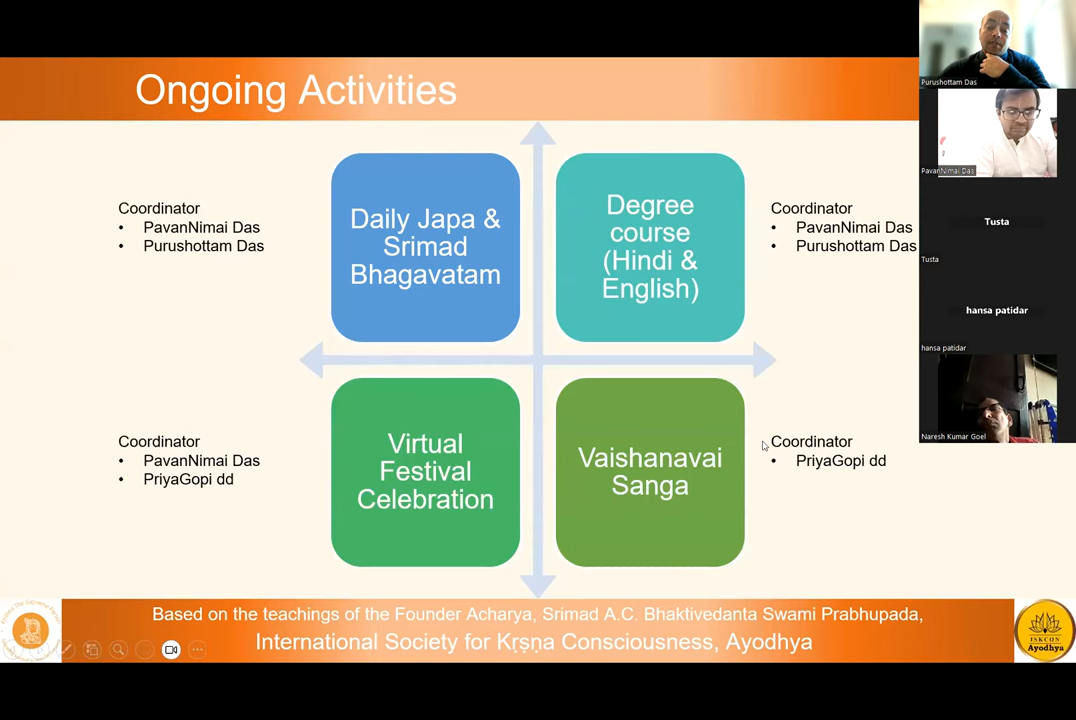 Ongoing Activities
Coordinator
• PavanNimai Das
• Purushottam Das
Daily Japa &
Srimad
Bhagavatam
Degree
course
(Hindi &
English)
Coordinator
• PavanNimai Das
• Purushottam Das
Coordinator
• PavanNimai Das
• PriyaGopi dd
Virtual
Festival
Celebration
Vaishanavai
Sanga
Coordinator
• PriyaGopi dd
Based on the teachings of the Founder Acharya, Srimad A.C. Bhaktivedanta Swami Prabhupada,
International Society for Kṛṣṇa Consciousness, Ayodhya
ISKCON
Ayodhya
Purushottam Das
PavanNimai Das
Tusta
Tusta
hansa patidar
hansa patidar
Naresh Kumar Goel